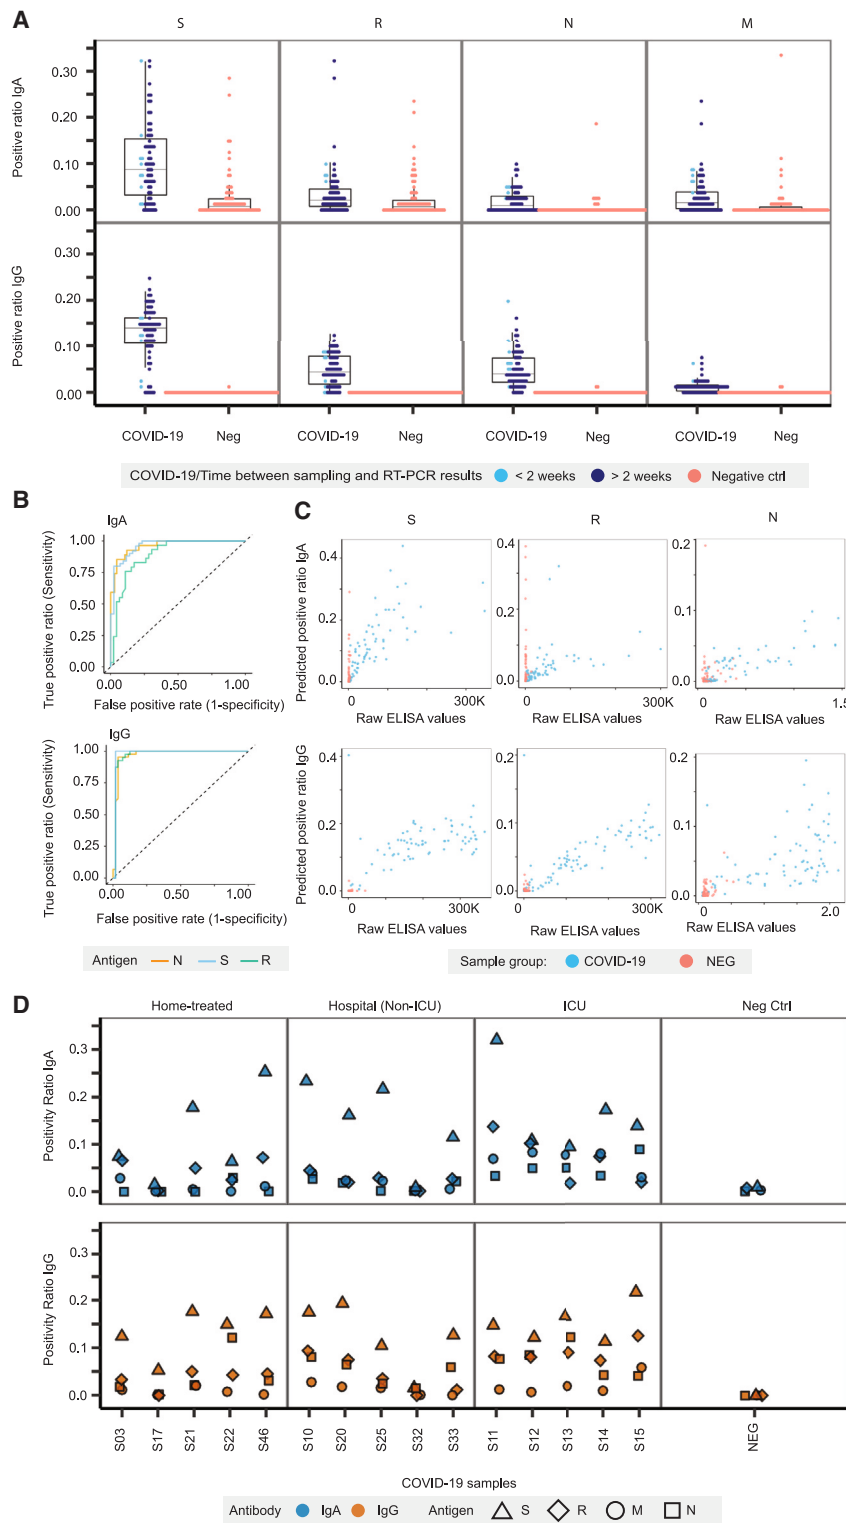 A
S R N M
Positive ratio IgA
0.30
0.20
0.10
0.00
Positive ratio IgG
0.30
0.20
0.10
0.00
COVID-19 Neg COVID-19 Neg COVID-19 Neg COVID-19 Neg
COVID-19/Time between sampling and RT-PCR results < 2 weeks > 2 weeks Negative ctrl
B
IgA
True positive ratio (Sensitivity)
1.00
0.75
0.50
0.25
0.00
0.00 0.50 1.00
False positive rate (1-specificity)
IgG
True positive ratio (Sensitivity)
1.00
0.75
0.50
0.25
0.00
0.00 0.50 1.00
False positive rate (1-specificity)
Antigen N S R
C
S R N
Predicted positive ratio IgA
0.4
0.2
0.0
0 300K
Raw ELISA values
0.4
0.2
0.0
0 300K
Raw ELISA values
0.2
0.1
0.0
0 1.5
Raw ELISA values
Predicted positive ratio IgG
0.4
0.2
0.0
0 300K
Raw ELISA values
0.2
0.1
0.0
0 300K
Raw ELISA values
0.2
0.1
0.0
0.0 2.0
Raw ELISA values
Sample group: COVID-19 NEG
D
Home-treated Hospital (Non-ICU) ICU Neg Ctrl
Positivity Ratio IgA
0.3
0.2
0.1
0.0
Positivity Ratio IgG
0.3
0.2
0.1
0.0
S03 S17 S21 S22 S46 S10 S20 S25 S32 S33 S11 S12 S13 S14 S15 NEG
COVID-19 samples
Antibody IgA IgG Antigen S R M N